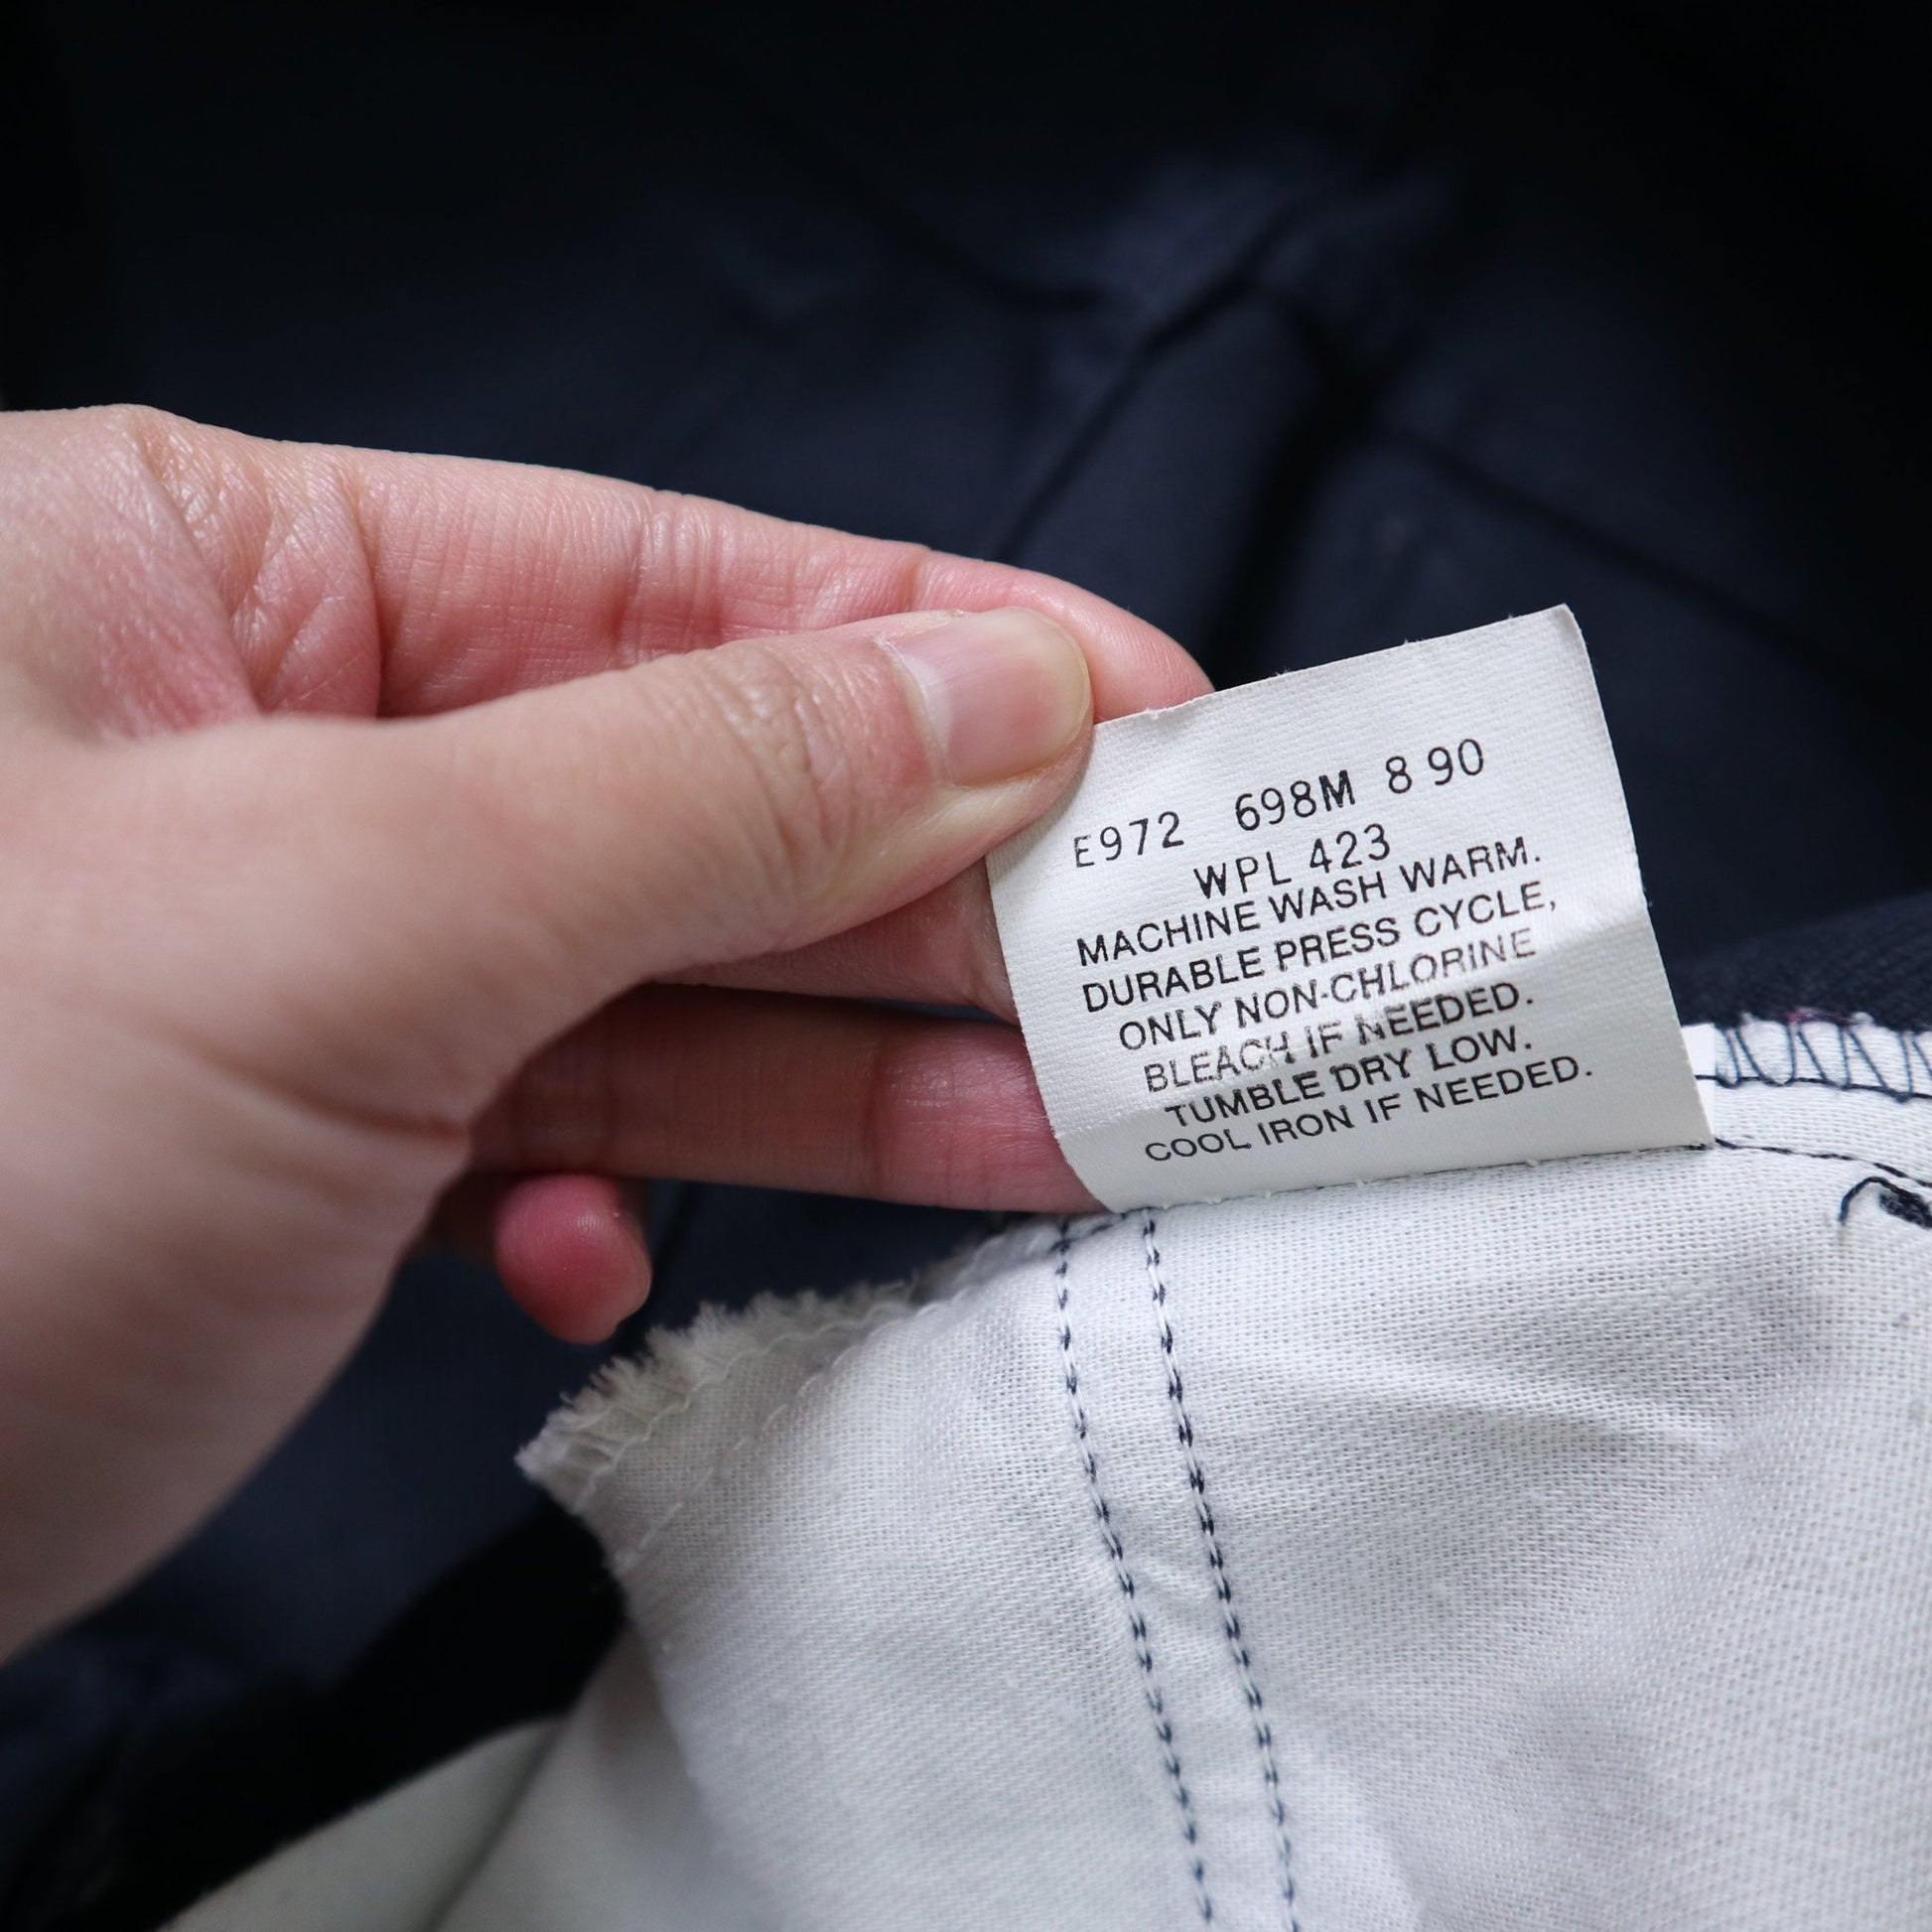 E972 698M 8 90
WPL 423
MACHINE WASH WARM.
DURABLE PRESS CYCLE,
ONLY NON-CHLORINE
BLEACH IF NEEDED.
TUMBLE DRY LOW.
COOL IRON IF NEEDED.